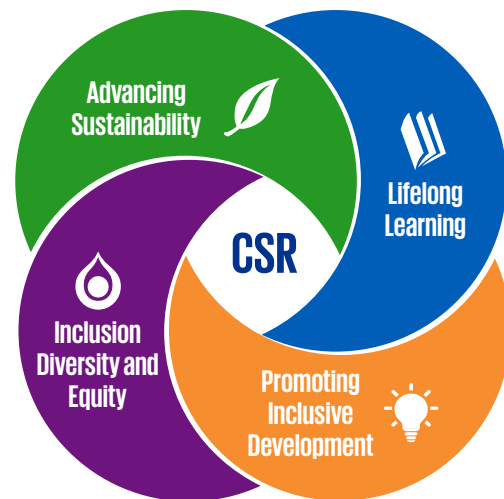 Advancing
Sustainability
Lifelong
Learning
CSR
Inclusion
Diversity and
Equity
Promoting
Inclusive
Development